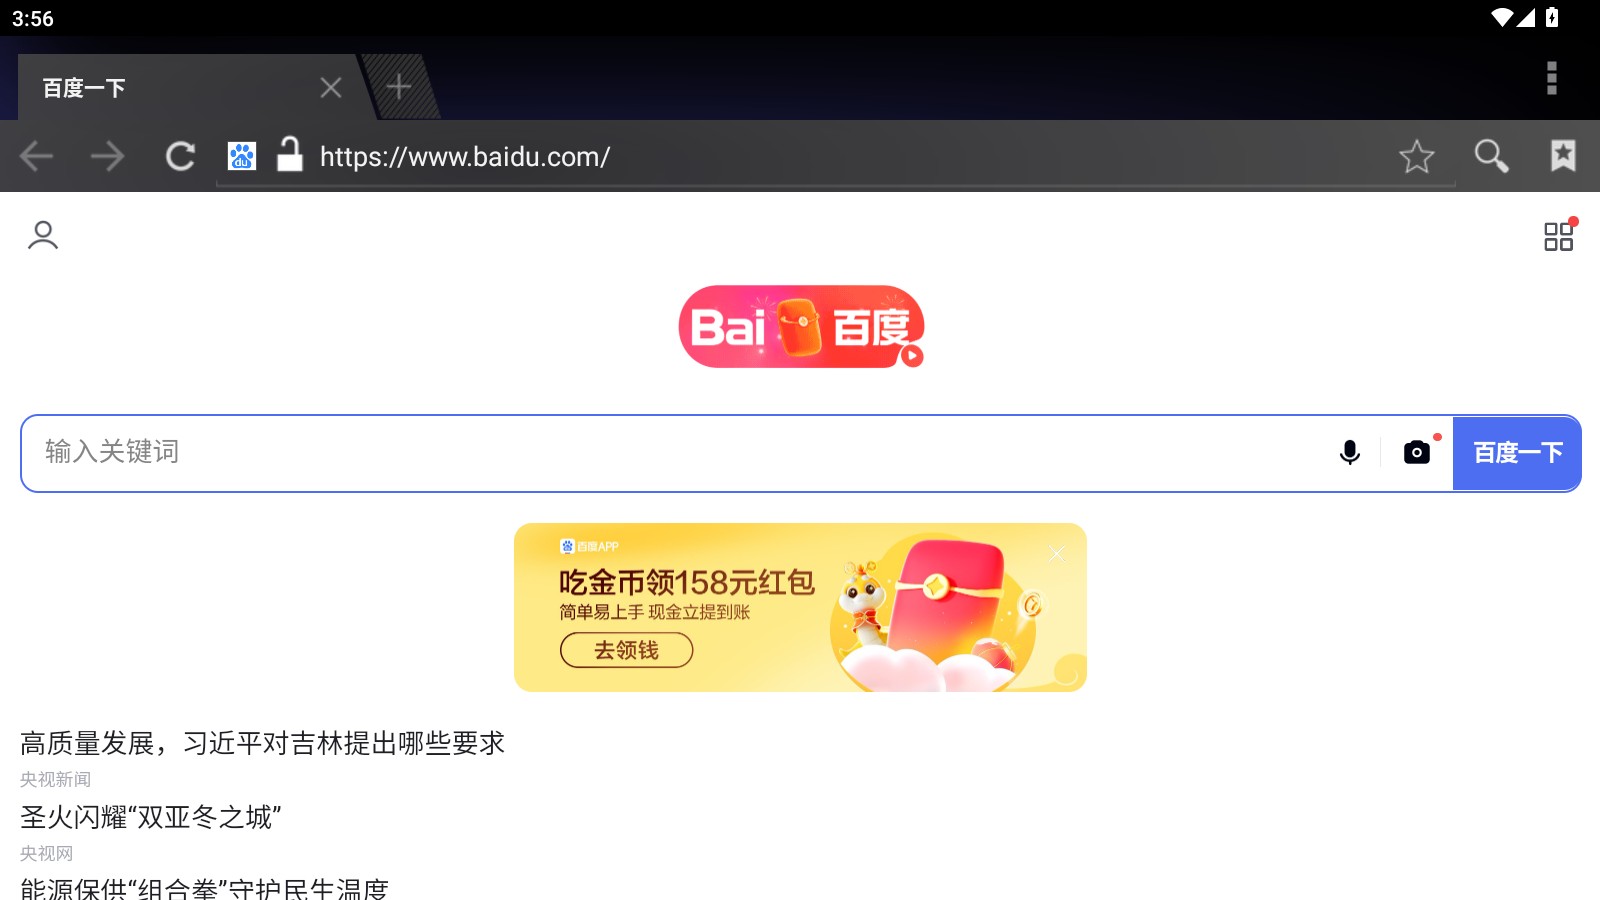 3:56
百度一下
https://www.baidu.com/
Bai 百度
输入关键词
百度一下
百度APP
吃金币领158元红包
简单易上手 现金立提到账
去领钱
高质量发展，习近平对吉林提出哪些要求
央视新闻
圣火闪耀“双亚冬之城”
央视网
能源保供“组合拳”守护民生温度